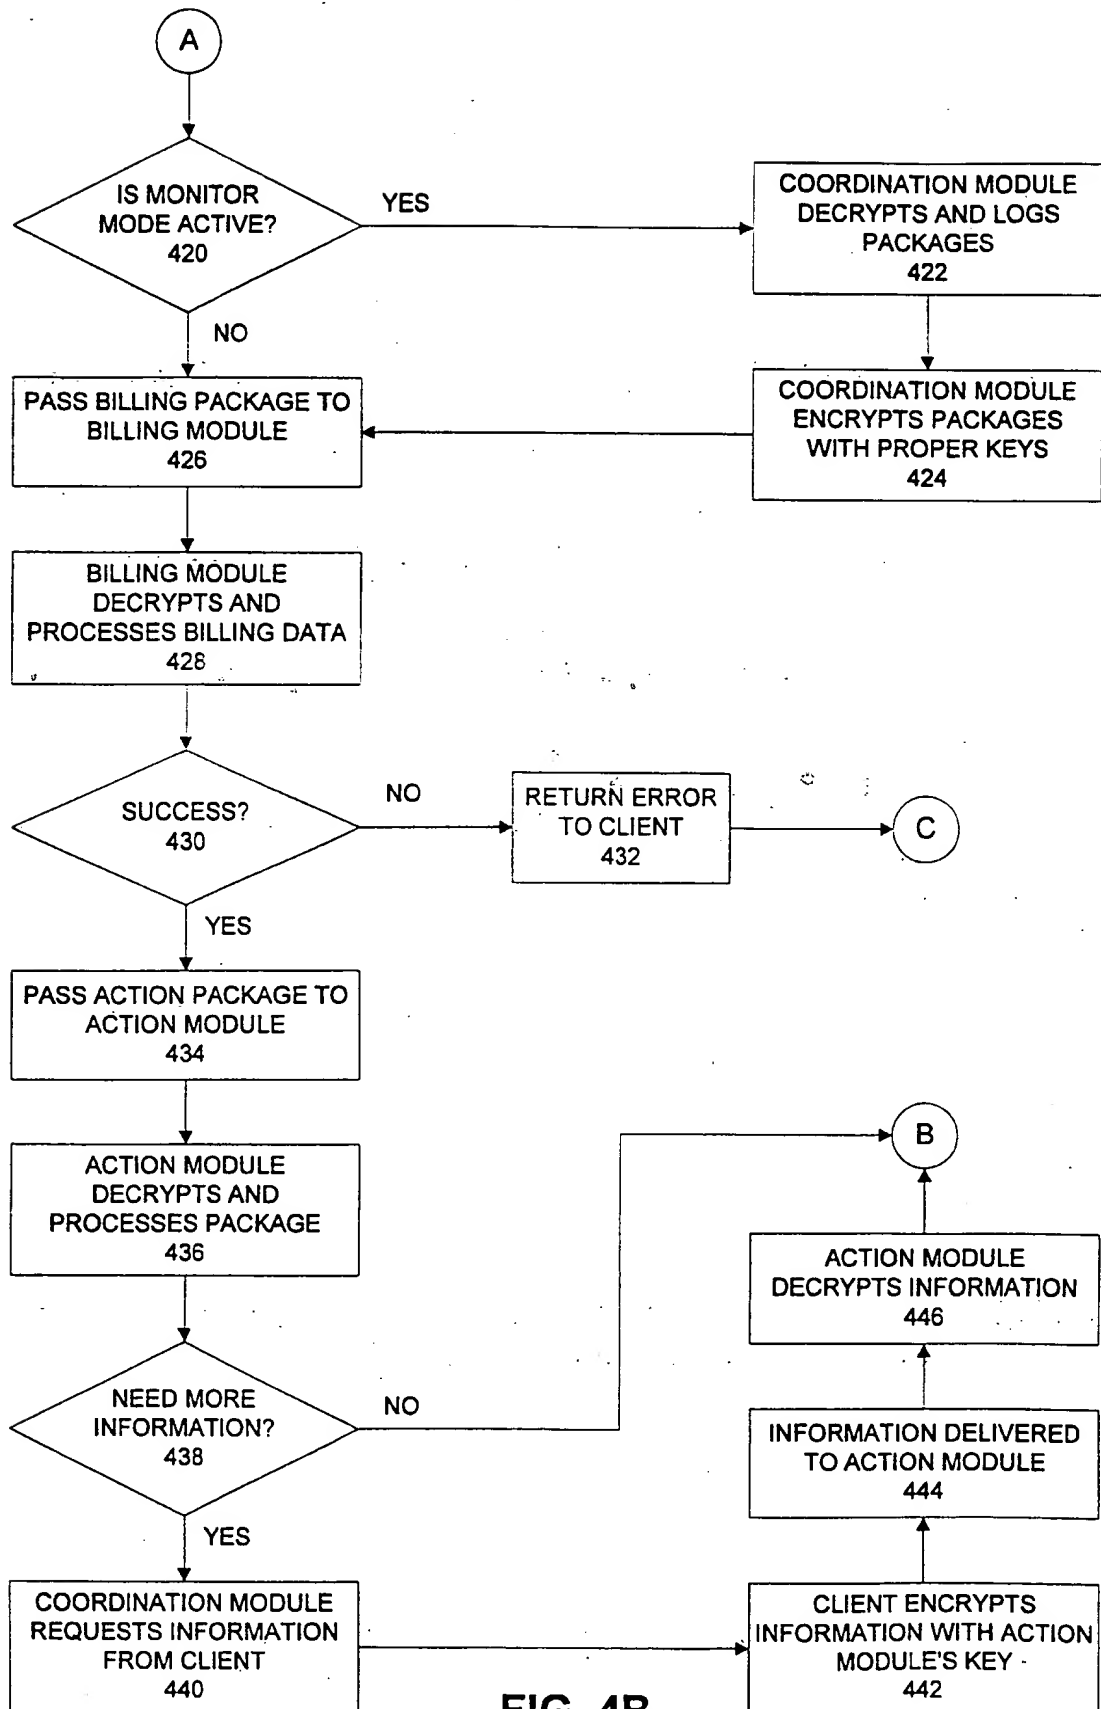 A
IS MONITOR
MODE ACTIVE?
420
YES
NO
COORDINATION MODULE
DECRYPTS AND LOGS
PACKAGES
422
COORDINATION MODULE
ENCRYPTS PACKAGES
WITH PROPER KEYS
424
PASS BILLING PACKAGE TO
BILLING MODULE
426
BILLING MODULE
DECRYPTS AND
PROCESSES BILLING DATA
428
SUCCESS?
430
NO
RETURN ERROR
TO CLIENT
432
C
YES
PASS ACTION PACKAGE TO
ACTION MODULE
434
ACTION MODULE
DECRYPTS AND
PROCESSES PACKAGE
436
NEED MORE
INFORMATION?
438
NO
B
YES
COORDINATION MODULE
REQUESTS INFORMATION
FROM CLIENT
440
CLIENT ENCRYPTS
INFORMATION WITH ACTION
MODULE'S KEY
442
INFORMATION DELIVERED
TO ACTION MODULE
444
ACTION MODULE
DECRYPTS INFORMATION
446
FIG. 4B